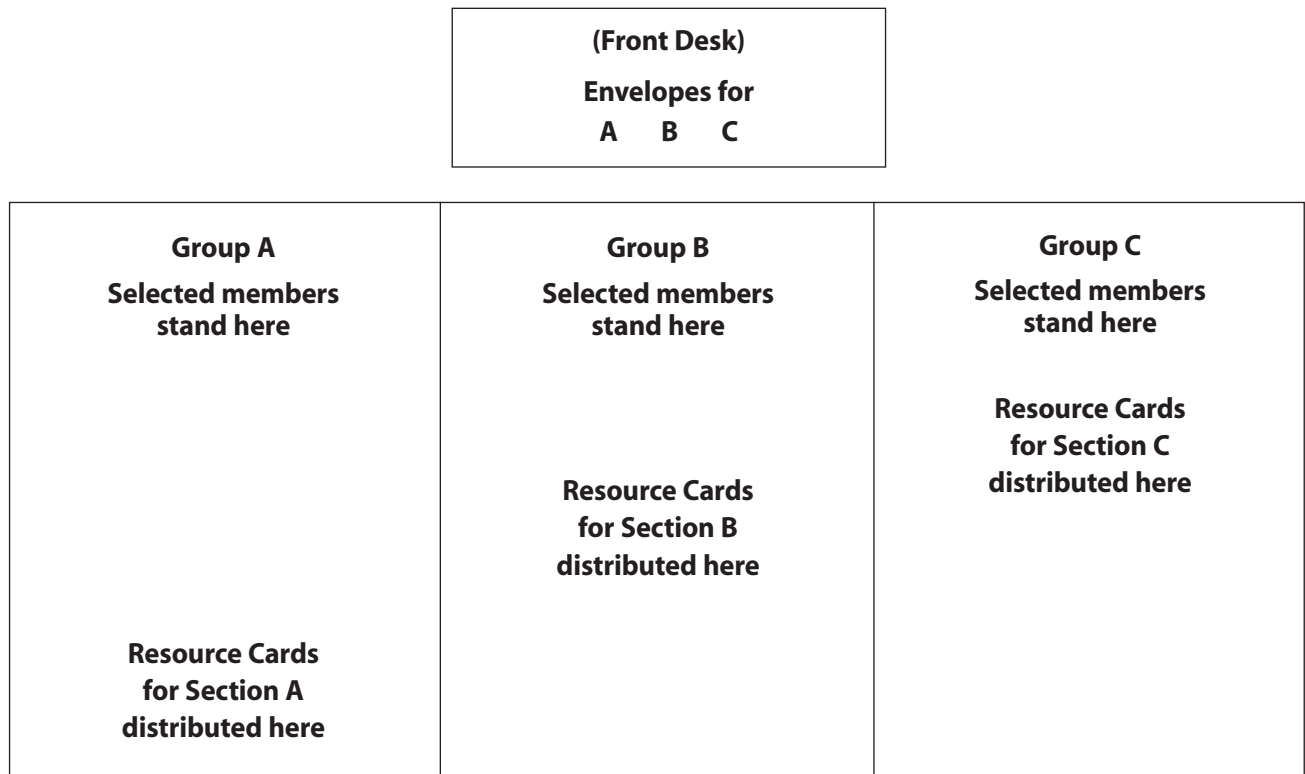 (Front Desk)
Envelopes for
A B C
Group A
Selected members
stand here
Resource Cards
for Section A
distributed here
Group B
Selected members
stand here
Resource Cards
for Section B
distributed here
Group C
Selected members
stand here
Resource Cards
for Section C
distributed here